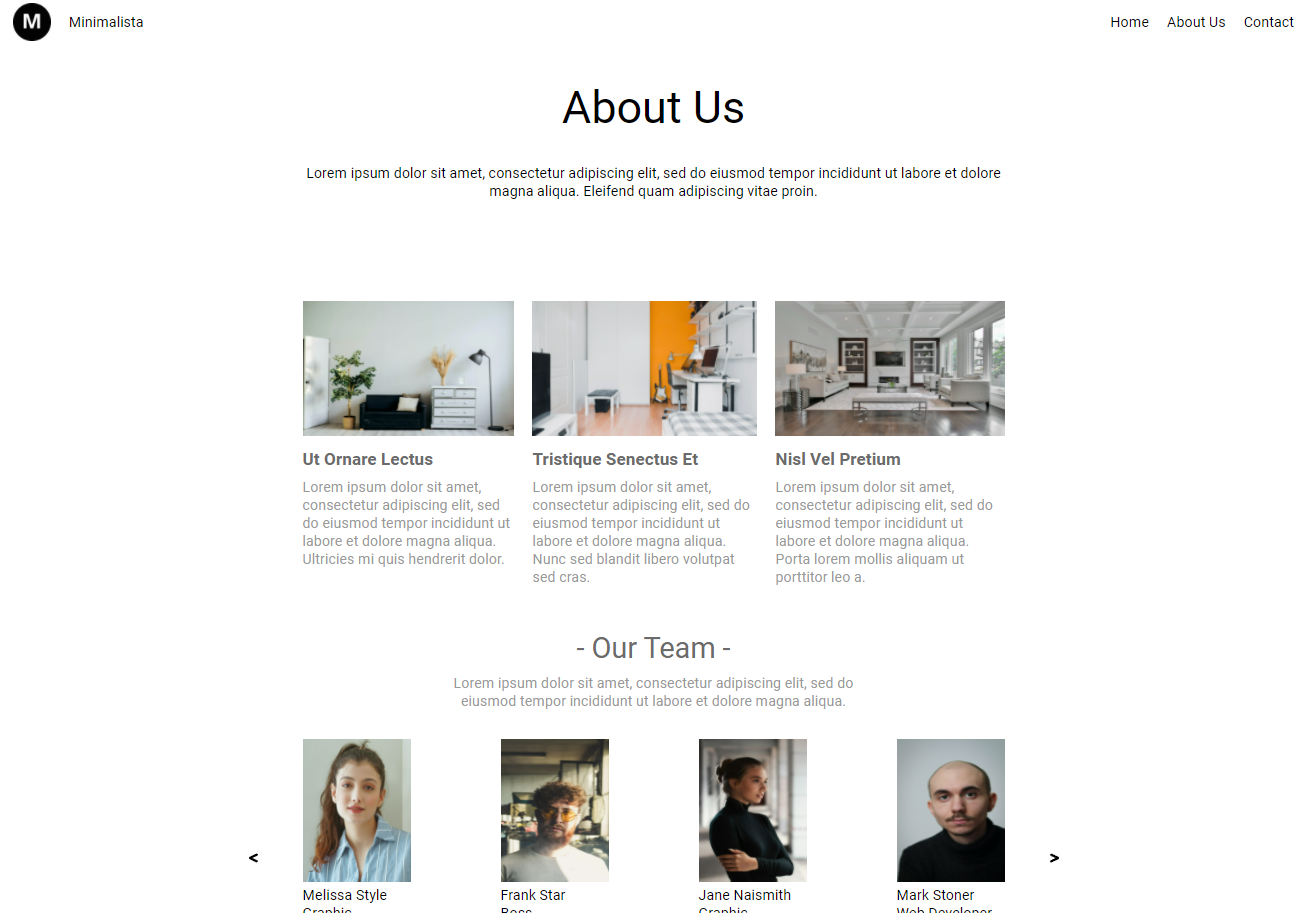 M
Minimalista
Home
About Us
Contact
About Us
Lorem ipsum dolor sit amet, consectetur adipiscing elit, sed do eiusmod tempor incididunt ut labore et dolore
magna aliqua. Eleifend quam adipiscing vitae proin.
Ut Ornare Lectus
Lorem ipsum dolor sit amet,
consectetur adipiscing elit, sed
do eiusmod tempor incididunt ut
labore et dolore magna aliqua.
Ultricies mi quis hendrerit dolor.
Tristique Senectus Et
Lorem ipsum dolor sit amet,
consectetur adipiscing elit, sed do
eiusmod tempor incididunt ut
labore et dolore magna aliqua.
Nunc sed blandit libero volutpat
sed cras.
Nisl Vel Pretium
Lorem ipsum dolor sit amet,
consectetur adipiscing elit, sed do
eiusmod tempor incididunt ut
labore et dolore magna aliqua.
Porta lorem mollis aliquam ut
porttitor leo a.
- Our Team -
Lorem ipsum dolor sit amet, consectetur adipiscing elit, sed do
eiusmod tempor incididunt ut labore et dolore magna aliqua.
<
>
Melissa Style
Graphic
Frank Star
Boss
Jane Naismith
Graphic
Mark Stoner
Web Developer